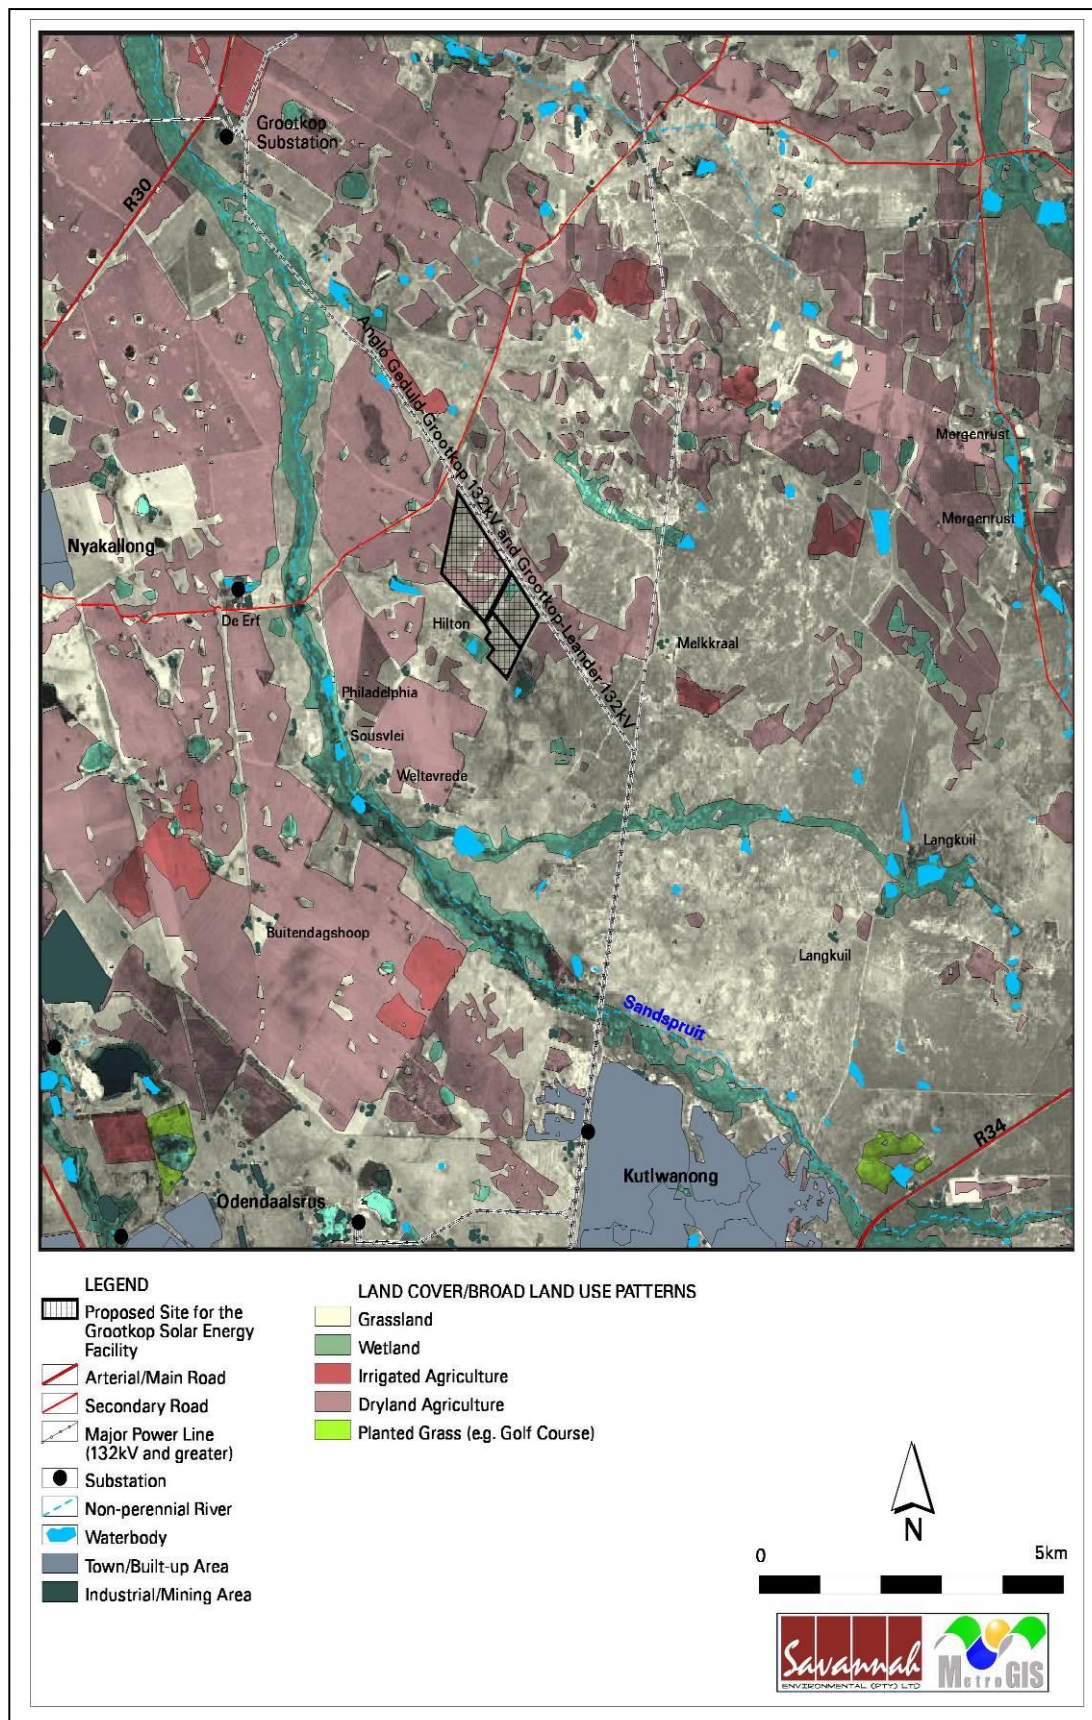 Grootkop
Substation
R30
Anglo Geduld-Grootkop 132kV and Grootkop-Leander 132kV
Morgenrust
Morgenrust
Nyakallong
De Erf
Hilton
Melkkraal
Philadelphia
Sousvlei
Weltevrede
Langkuil
Buitendagshoop
Langkuil
Sandspruit
R34
Kutlwanong
Odendaalsrus
LEGEND
Proposed Site for the
Grootkop Solar Energy
Facility
Arterial/Main Road
Secondary Road
Major Power Line
(132kV and greater)
Substation
Non-perennial River
Waterbody
Town/Built-up Area
Industrial/Mining Area
LAND COVER/BROAD LAND USE PATTERNS
Grassland
Wetland
Irrigated Agriculture
Dryland Agriculture
Planted Grass (e.g. Golf Course)
N
0 5km
Savannah
ENVIRONMENTAL (PTY) LTD
MetroGIS